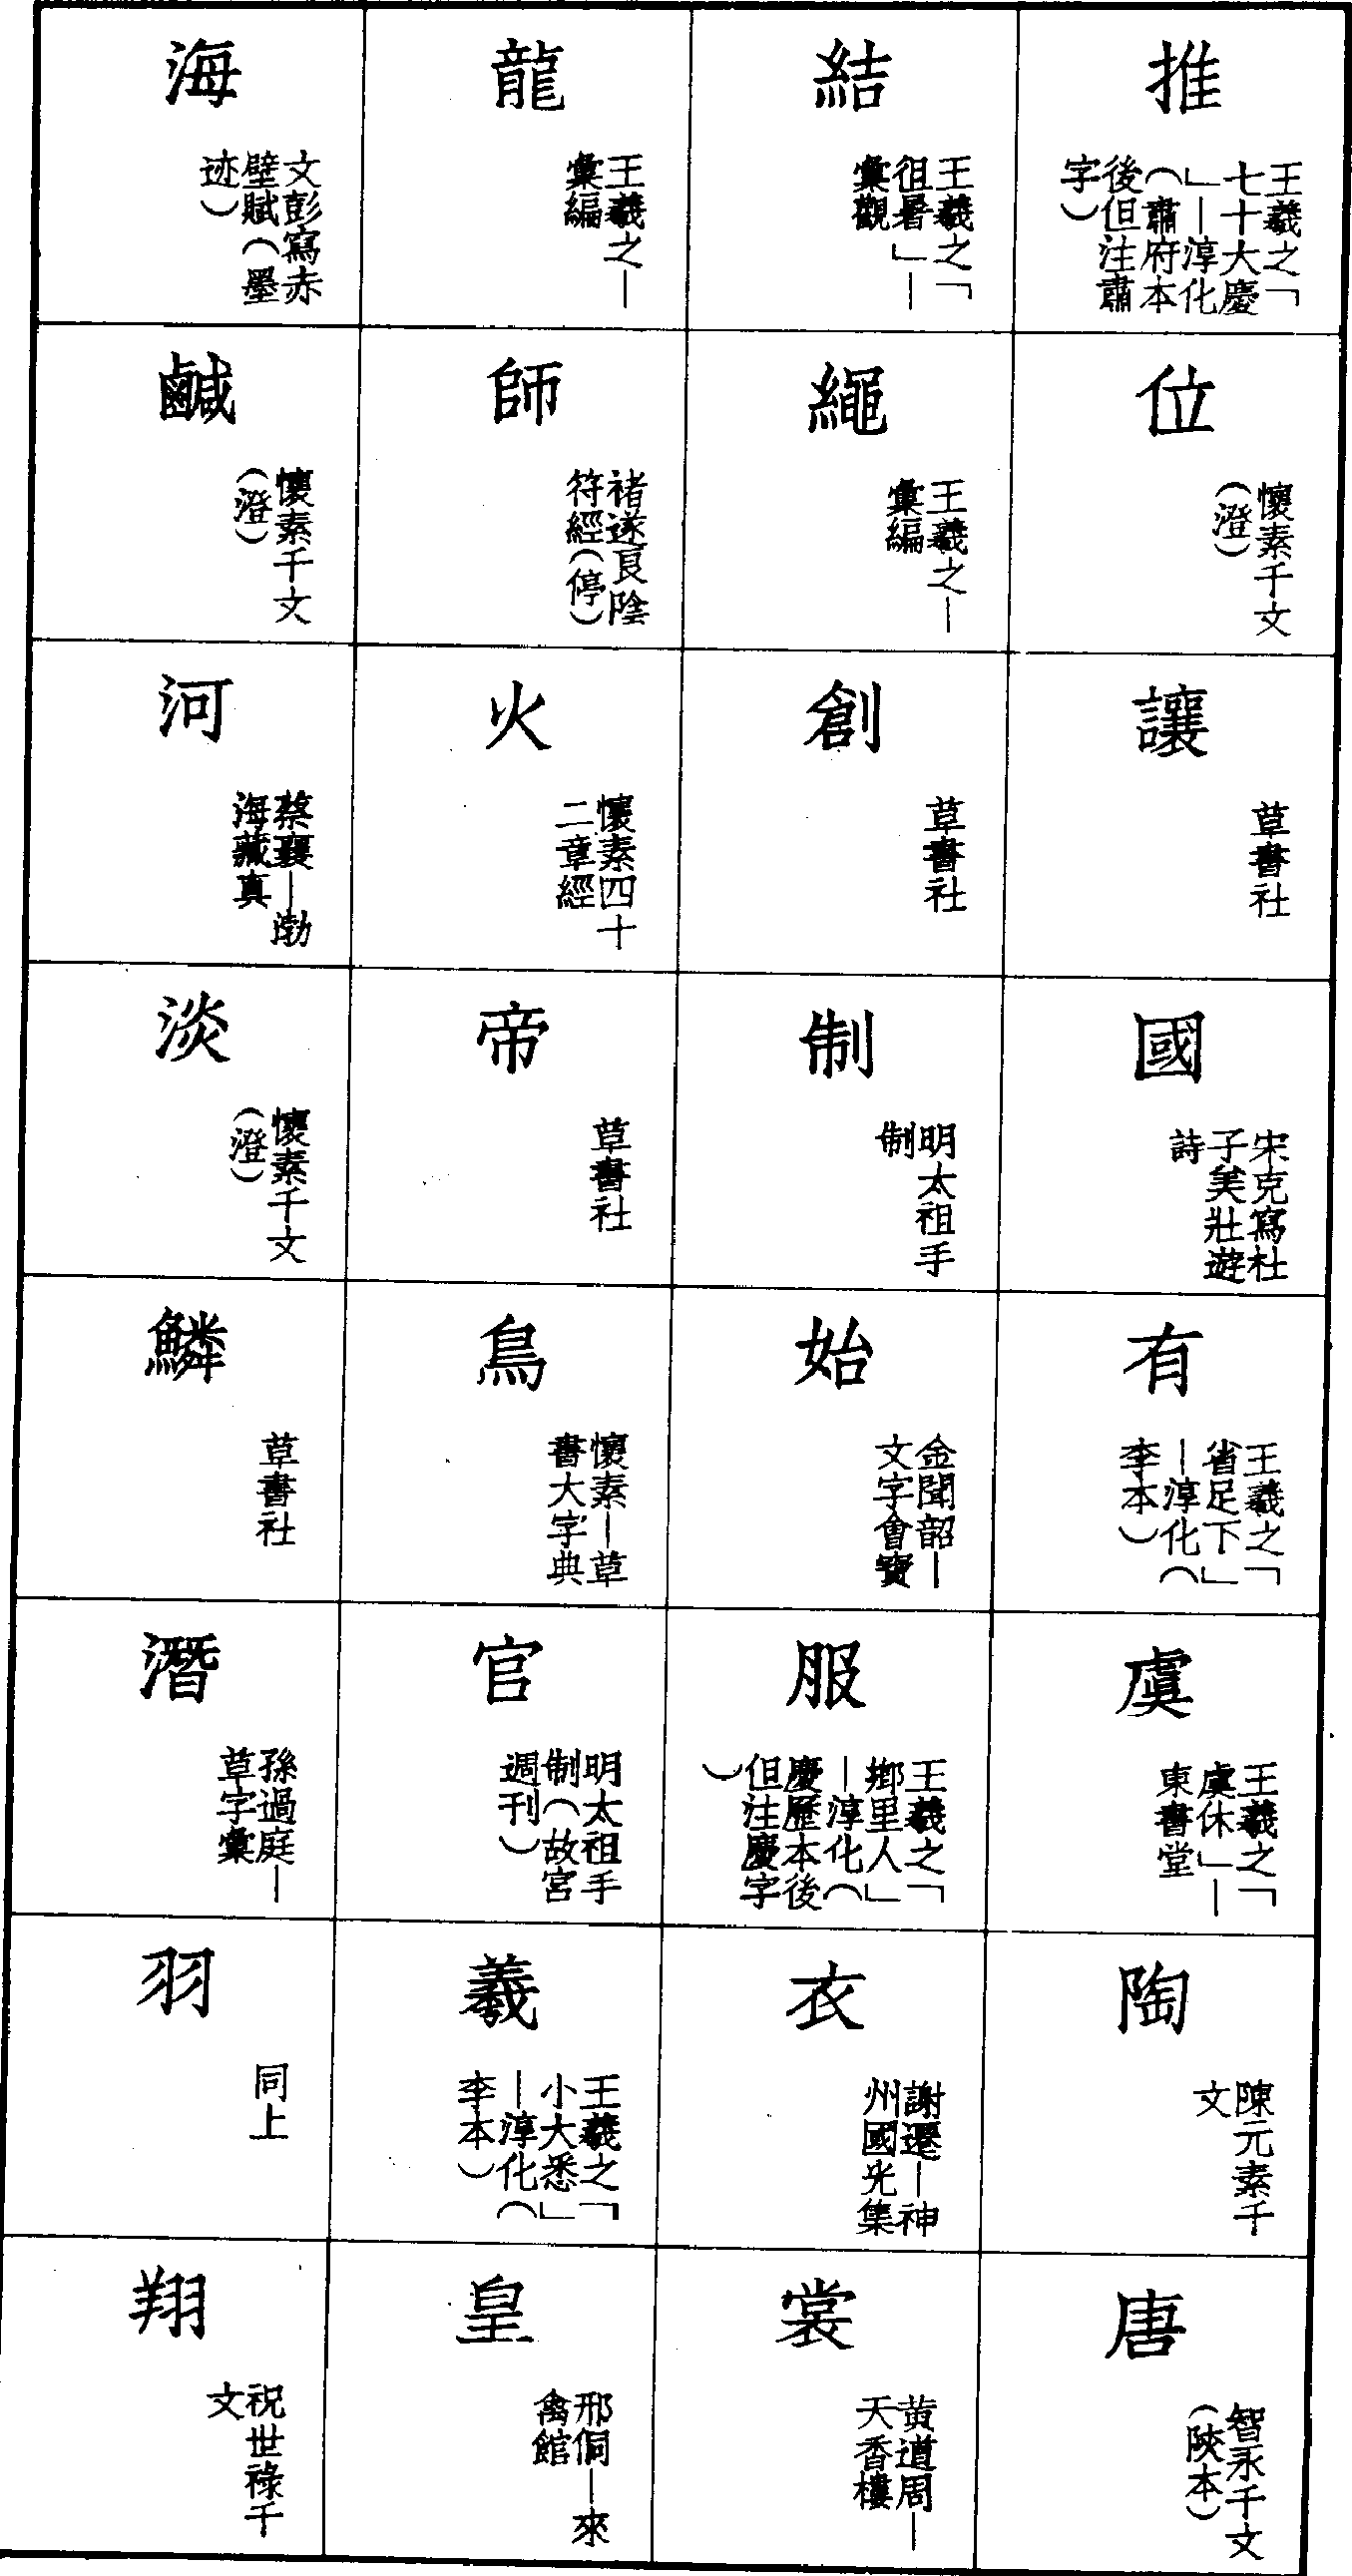 推
王羲之「
七十大慶
」—淳化
（肅府本
後但注肅
字）
位
懷素千文
（澄）
讓
草書社
國
宋克寫杜
子美壯遊
詩
有
王羲之「
省足下」
—淳化（
李本）
虞
王羲之「
虞休」—
東書堂
陶
陳元素千
文
唐
智永千文
（陝本）
結
王羲之「
徂暑」—
彙觀
繩
王羲之—
彙編
創
草書社
制
明太祖手
制
始
金聞韶—
文字會寶
服
王羲之「
鄉里人」
—淳化（
慶歷本後
但注慶字
）
衣
謝遷—神
州國光集
裳
黃道周—
天香樓
龍
王羲之—
彙編
師
褚遂良陰
符經（停）
火
懷素四十
二章經
帝
草書社
鳥
懷素—草
書大字典
官
明太祖手
制（故宮
週刊）
羲
王羲之「
小大悉」
—淳化（
李本）
皇
邢侗—來
禽館
海
文彭寫赤
壁賦（墨
迹）
鹹
懷素千文
（澄）
河
蔡襄—渤
海藏真
淡
懷素千文
（澄）
鱗
草書社
潛
孫過庭—
草字彙
羽
同上
翔
祝世祿千
文